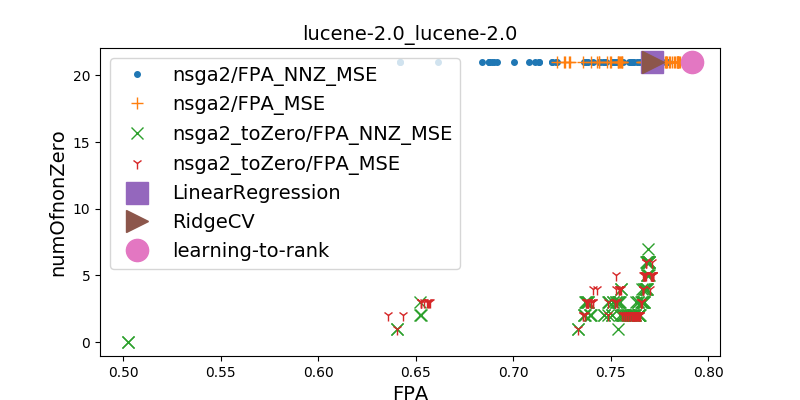 lucene-2.0_lucene-2.0
numOfnonZero
20
15
10
5
0
nsga2/FPA_NNZ_MSE
nsga2/FPA_MSE
nsga2_toZero/FPA_NNZ_MSE
nsga2_toZero/FPA_MSE
LinearRegression
RidgeCV
learning-to-rank
0.50 0.55 0.60 0.65 0.70 0.75 0.80
FPA